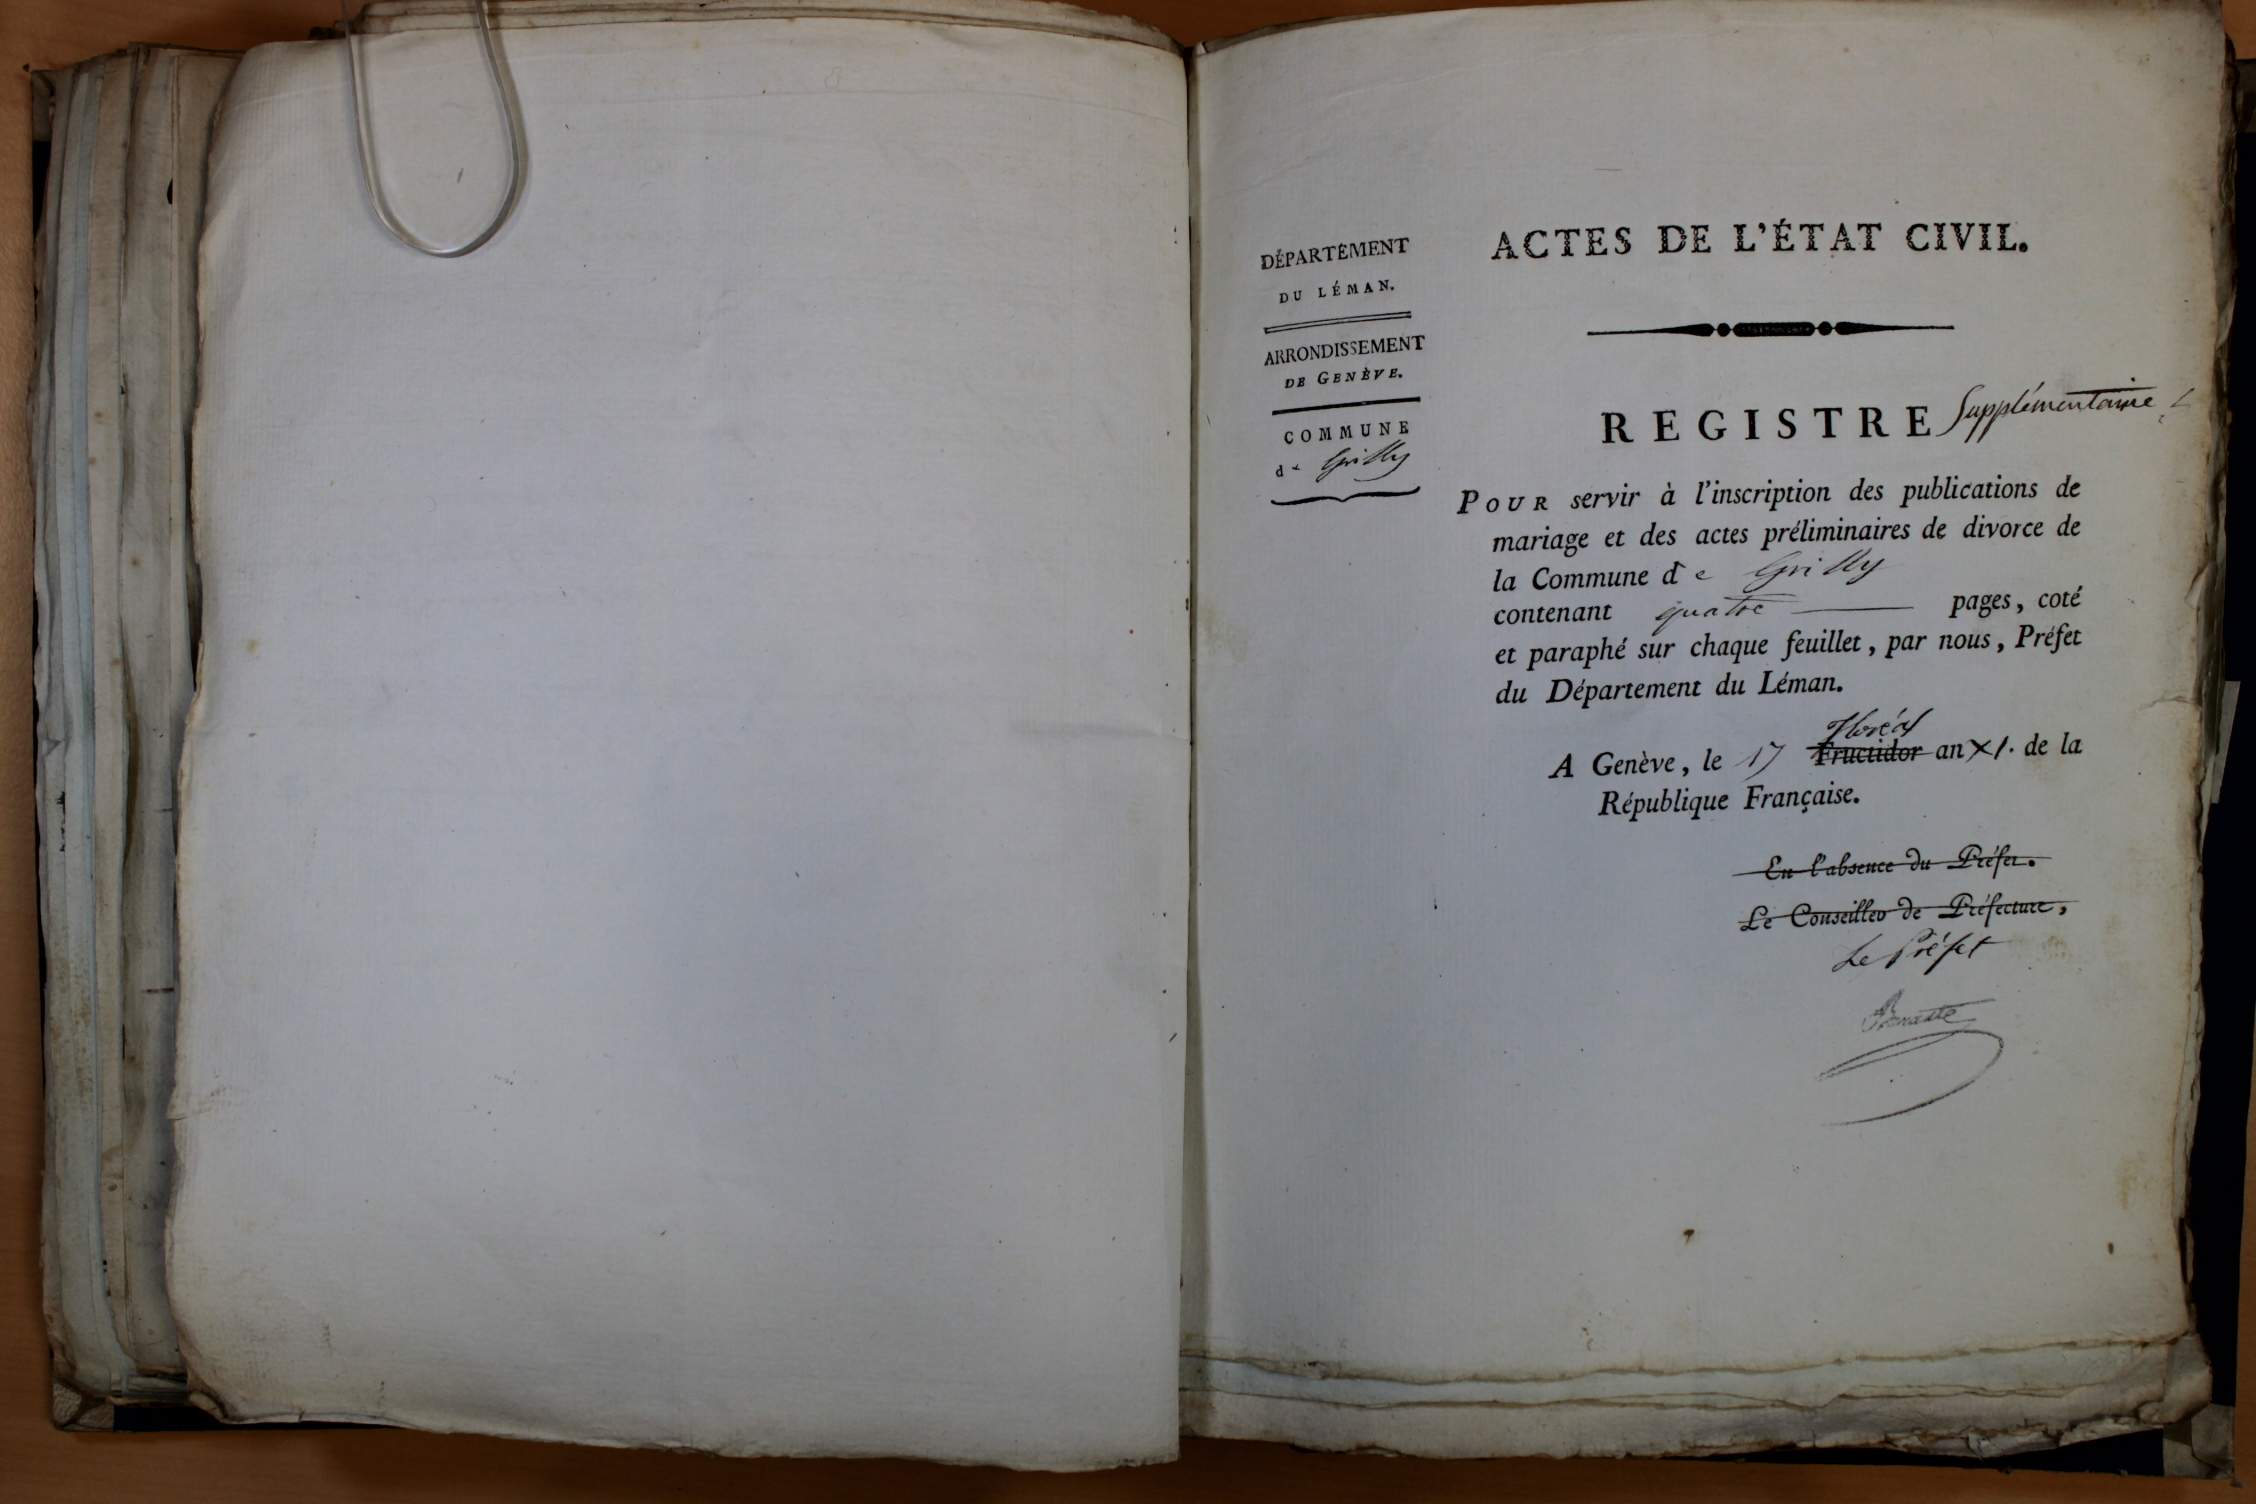 DÉPARTEMENT
DU LÉMAN.
ARRONDISSEMENT
DE GENÈVE.
COMMUNE
de Grilly
ACTES DE L'ÉTAT CIVIL.
REGISTRE Supplémentaire
POUR servir à l'inscription des publications de
mariage et des actes préliminaires de divorce de
la Commune de Grilly
contenant quatre pages, coté
et paraphé sur chaque feuillet, par nous, Préfet
du Département du Léman.
Floréal
A Genève, le 17 Fructidor an XI. de la
République Française.
En l'absence du Préfet.
Le Conseiller de Préfecture,
Le Préfet